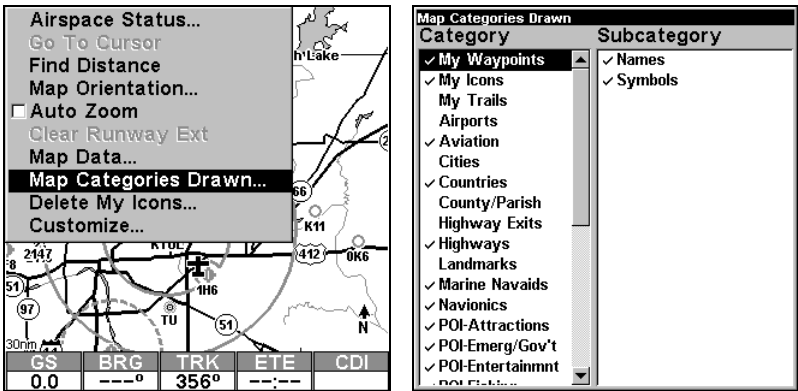 Airspace Status...
Go To Cursor
Find Distance
Map Orientation...
Auto Zoom
Clear Runway Ext
Map Data...
Map Categories Drawn...
Delete My Icons...
Customize...
h Lake
66
K11
412
0K6
2147
F8
1H6
51
97
TU
51
N
30nm
GS BRG TRK ETE CDI
0.0 ---º 356º --:--
Map Categories Drawn
Category Subcategory
My Waypoints
My Icons
My Trails
Airports
Aviation
Cities
Countries
County/Parish
Highway Exits
Highways
Landmarks
Marine Navaids
Navionics
POI-Attractions
POI-Emerg/Gov't
POI-Entertainmnt
Names
Symbols